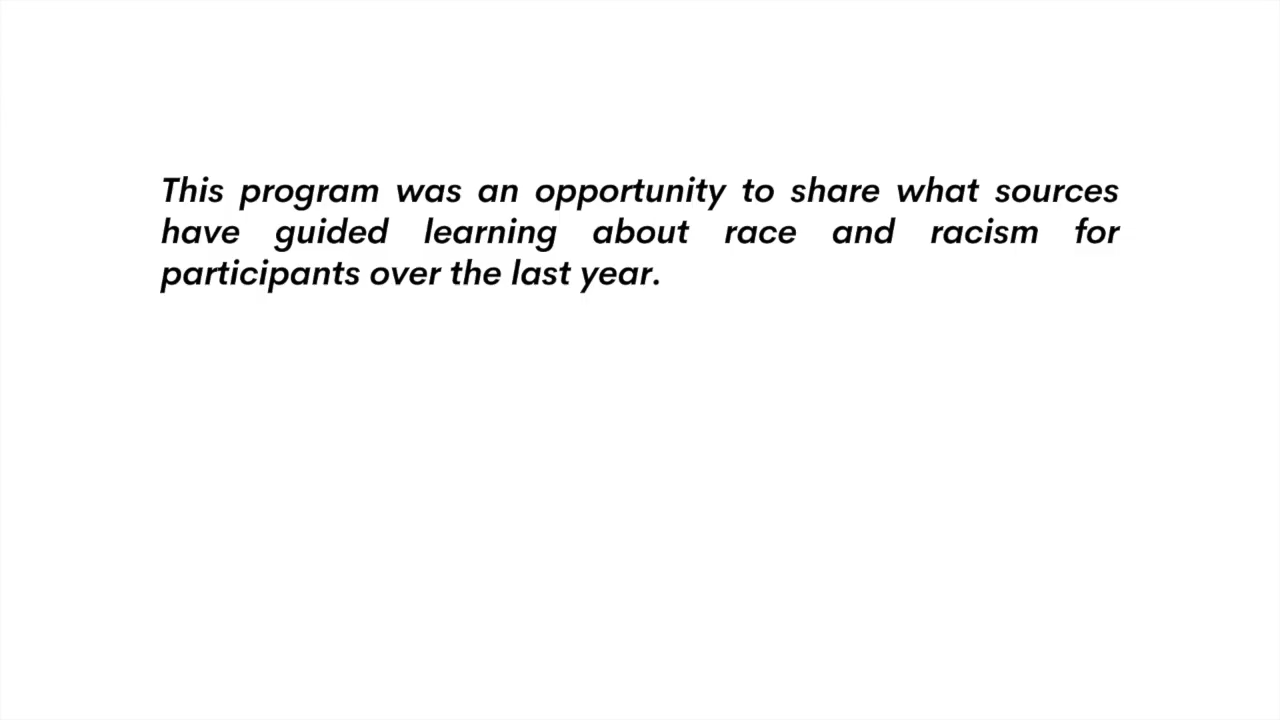 This program was an opportunity to share what sources
have guided learning about race and racism for
participants over the last year.